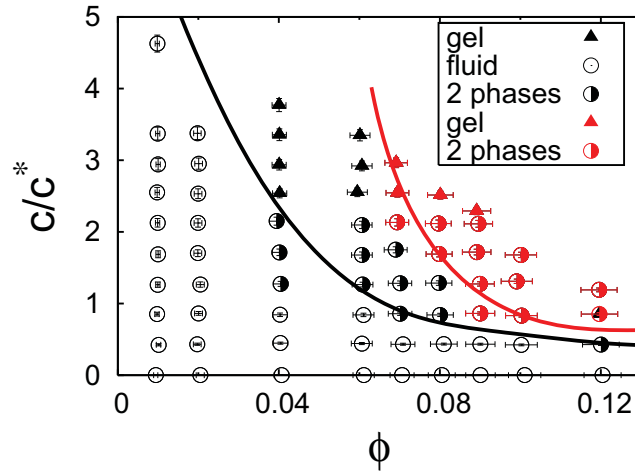 5
4
3
2
1
0
c/c*
gel
fluid
2 phases
gel
2 phases
0 0.04 0.08 0.12
ϕ